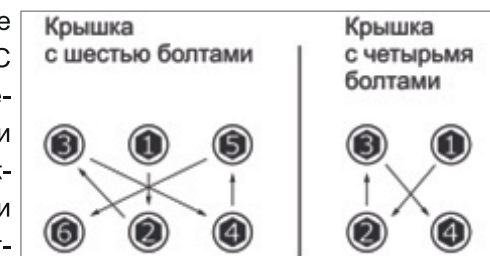 е
С
е-
и
к-
и
т-
Крышка
с шестью болтами
3 1 5
6 2 4
Крышка
с четырьмя
болтами
3 1
2 4